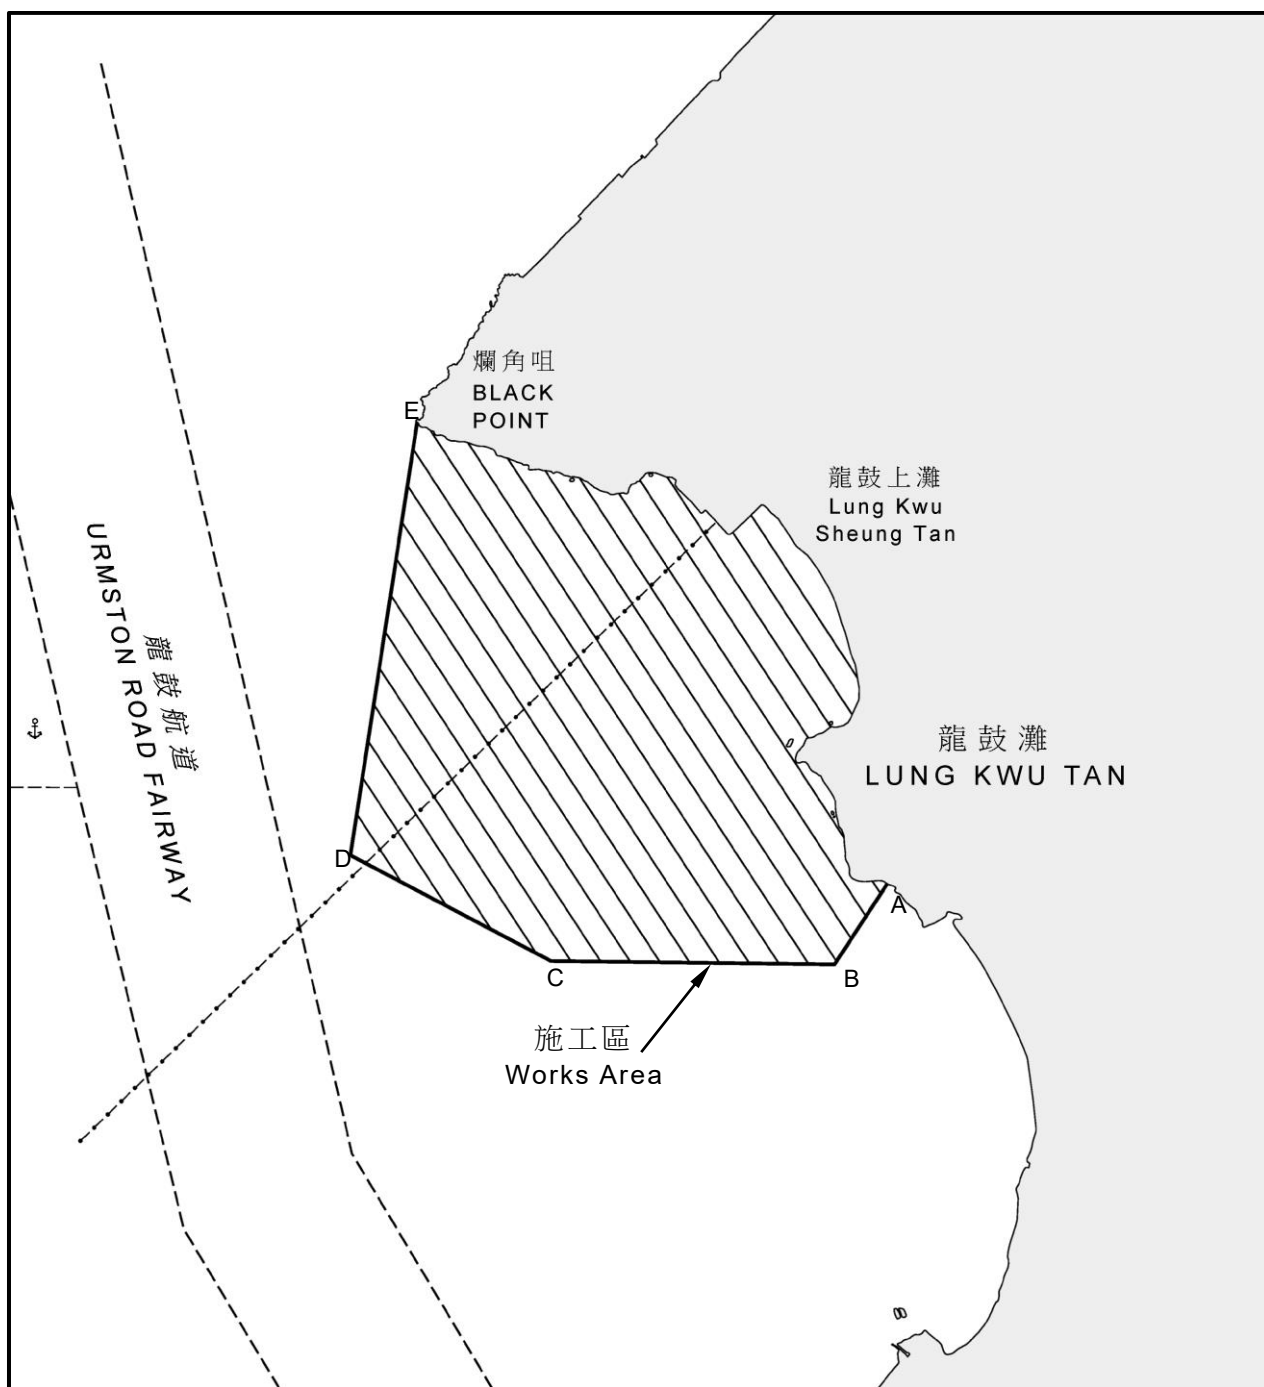 爛角咀
BLACK
POINT
E
龍鼓上灘
Lung Kwu
Sheung Tan
龍鼓航道
URMSTON ROAD FAIRWAY
龍鼓灘
LUNG KWU TAN
D
A
C
B
施工區
Works Area